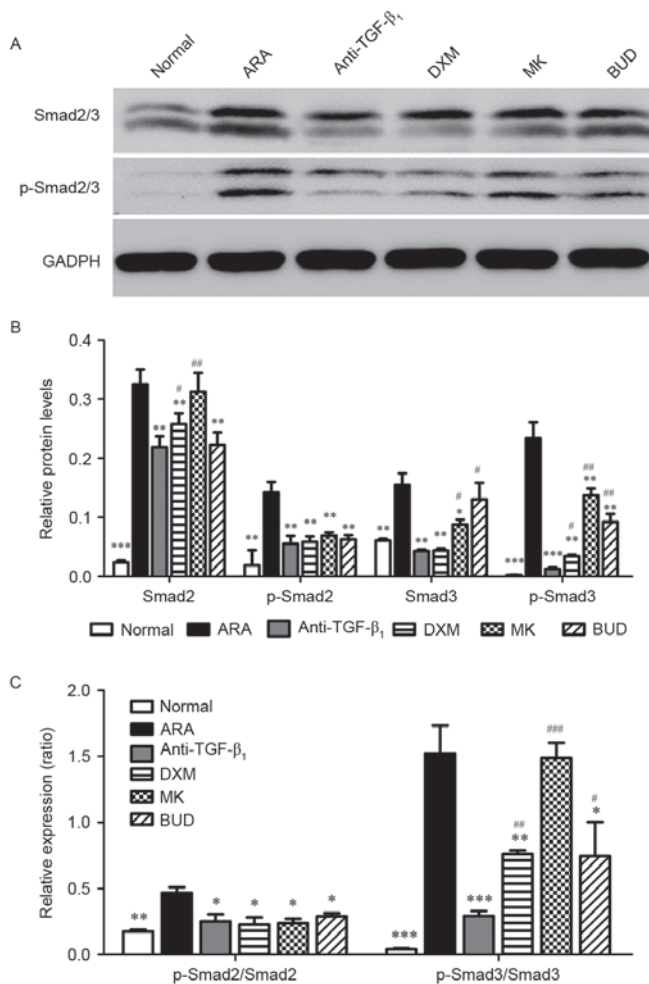 A
Normal
ARA
Anti-TGF-β1
DXM
MK
BUD
Smad2/3
p-Smad2/3
GADPH
B
Relative protein levels
0.4
0.3
0.2
0.1
0.0
***
**
#
**
##
**
**
**
**
**
**
**
**
**
#
*
#
***
***
#
**
##
**
##
**
Smad2
p-Smad2
Smad3
p-Smad3
Normal
ARA
Anti-TGF-β1
DXM
MK
BUD
C
Relative expression (ratio)
2.0
1.5
1.0
0.5
0.0
Normal
ARA
Anti-TGF-β1
DXM
MK
BUD
**
*
*
*
*
***
***
##
**
###
#
*
p-Smad2/Smad2
p-Smad3/Smad3